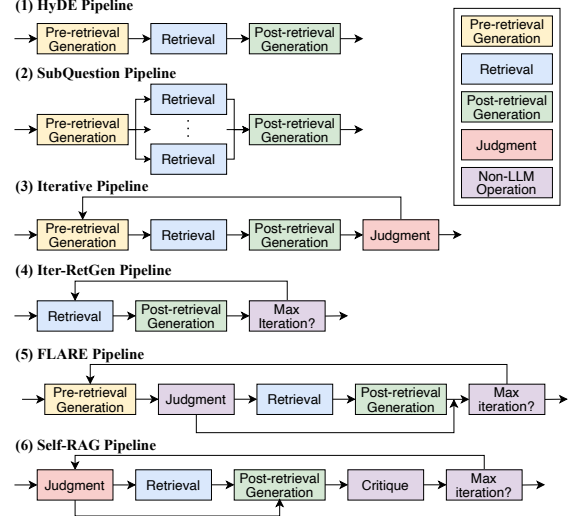 (1) HyDE Pipeline
Pre-retrieval
Generation
Retrieval
Post-retrieval
Generation
(2) SubQuestion Pipeline
Pre-retrieval
Generation
Retrieval
⋮
Retrieval
Post-retrieval
Generation
(3) Iterative Pipeline
Pre-retrieval
Generation
Retrieval
Post-retrieval
Generation
Judgment
(4) Iter-RetGen Pipeline
Retrieval
Post-retrieval
Generation
Max
Iteration?
(5) FLARE Pipeline
Pre-retrieval
Generation
Judgment
Retrieval
Post-retrieval
Generation
Max
iteration?
(6) Self-RAG Pipeline
Judgment
Retrieval
Post-retrieval
Generation
Critique
Max
iteration?
Pre-retrieval
Generation
Retrieval
Post-retrieval
Generation
Judgment
Non-LLM
Operation